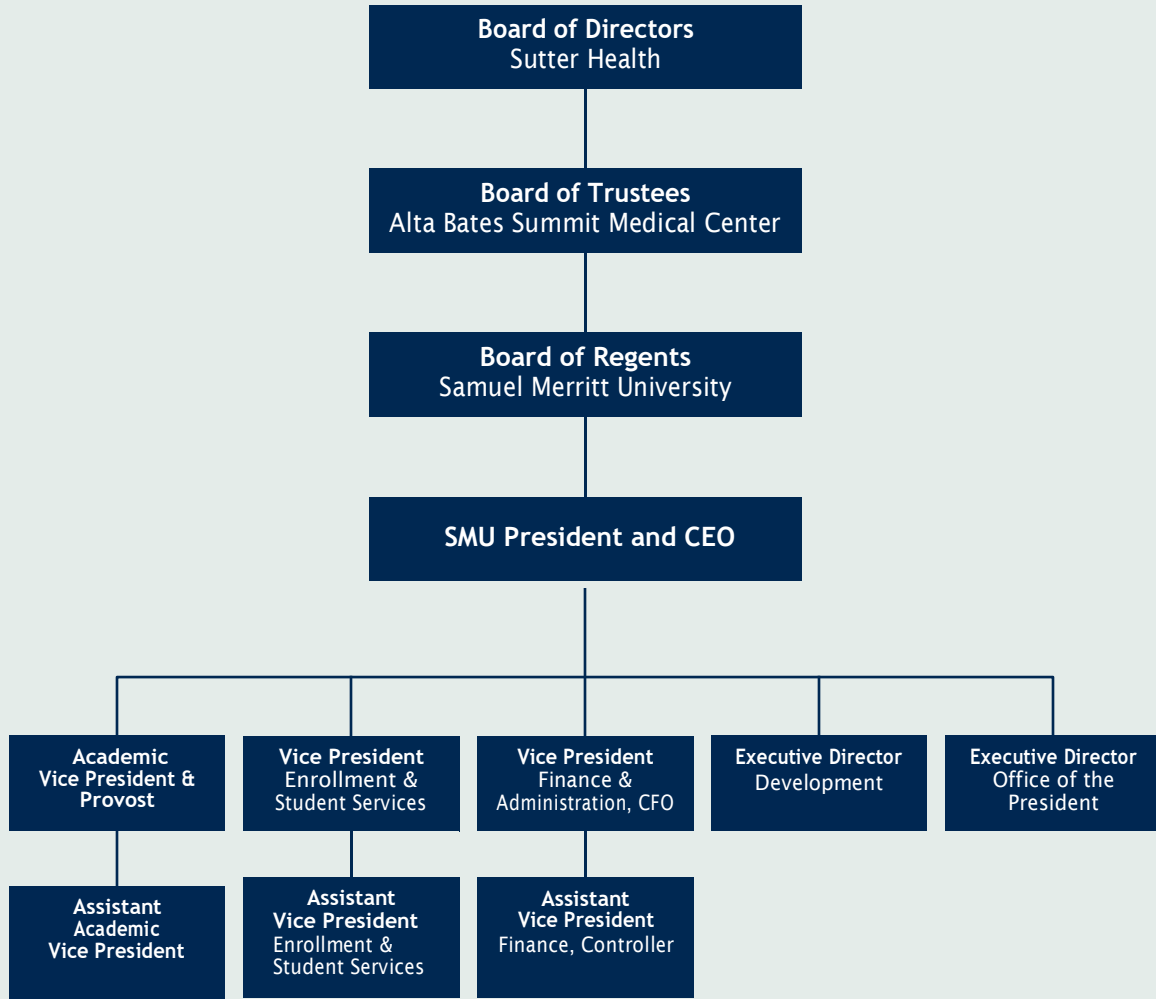 Board of Directors
Sutter Health
Board of Trustees
Alta Bates Summit Medical Center
Board of Regents
Samuel Merritt University
SMU President and CEO
Academic
Vice President &
Provost
Vice President
Enrollment &
Student Services
Vice President
Finance &
Administration, CFO
Executive Director
Development
Executive Director
Office of the
President
Assistant
Academic
Vice President
Assistant
Vice President
Enrollment &
Student Services
Assistant
Vice President
Finance, Controller